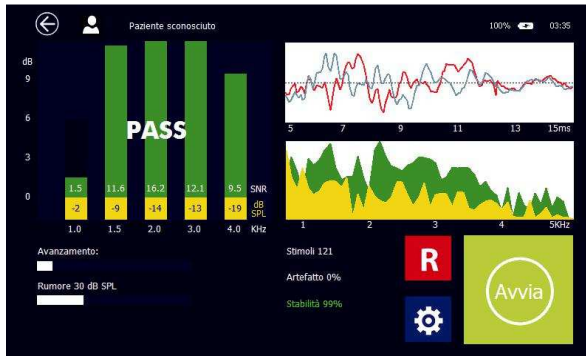 Paziente sconosciuto
100%
03:35
dB
9
6
3
0
PASS
1.5 11.6 16.2 12.1 9.5 SNR
-2 -9 -14 -13 -19 dB SPL
1.0 1.5 2.0 3.0 4.0 KHz
5 7 9 11 13 15ms
1 2 3 4 5KHz
Avanzamento:
Rumore 30 dB SPL
Stimoli 121
Artefatto 0%
Stabilità 99%
R
Avvia